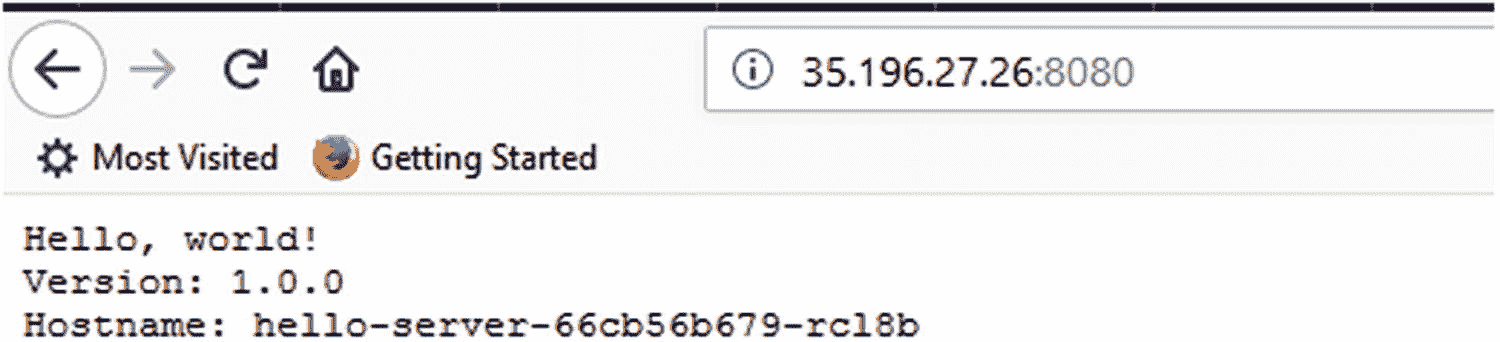 35.196.27.26:8080
Most Visited Getting Started
Hello, world!
Version: 1.0.0
Hostname: hello-server-66cb56b679-rcl8b